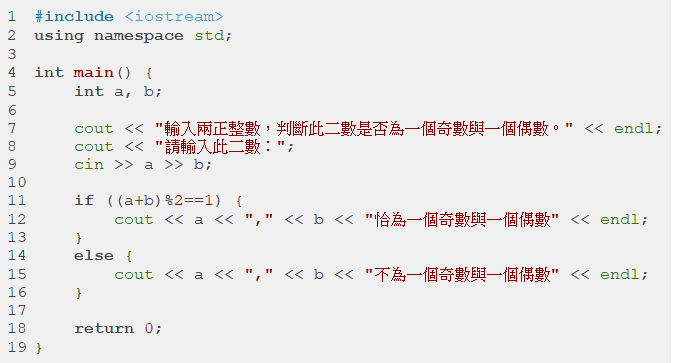 1 #include <iostream>
2 using namespace std;
3
4 int main() {
5     int a, b;
6
7     cout << "輸入兩正整數，判斷此二數是否為一個奇數與一個偶數。" << endl;
8     cout << "請輸入此二數：";
9     cin >> a >> b;
10
11     if ((a+b)%2==1) {
12         cout << a << "," << b << "恰為一個奇數與一個偶數" << endl;
13     }
14     else {
15         cout << a << "," << b << "不為一個奇數與一個偶數" << endl;
16     }
17
18     return 0;
19 }